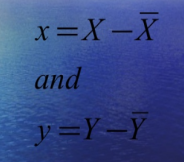 x = X − X̅
and
y = Y − Y̅